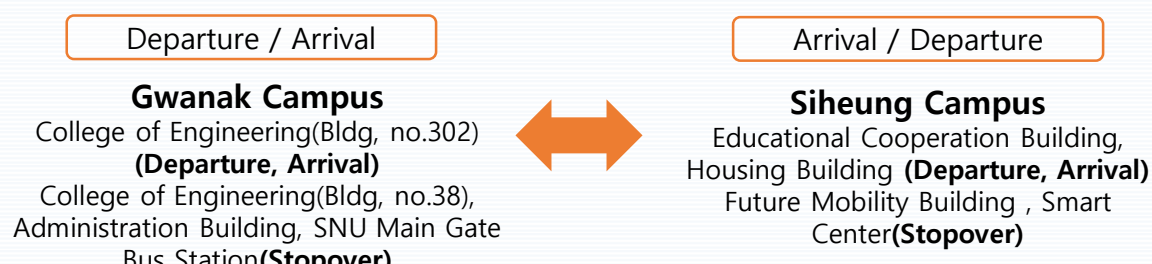 Departure / Arrival
Gwanak Campus
College of Engineering(Bldg, no.302)
(Departure, Arrival)
College of Engineering(Bldg, no.38),
Administration Building, SNU Main Gate
Bus Station(Stopover)
Arrival / Departure
Siheung Campus
Educational Cooperation Building,
Housing Building (Departure, Arrival)
Future Mobility Building , Smart
Center(Stopover)